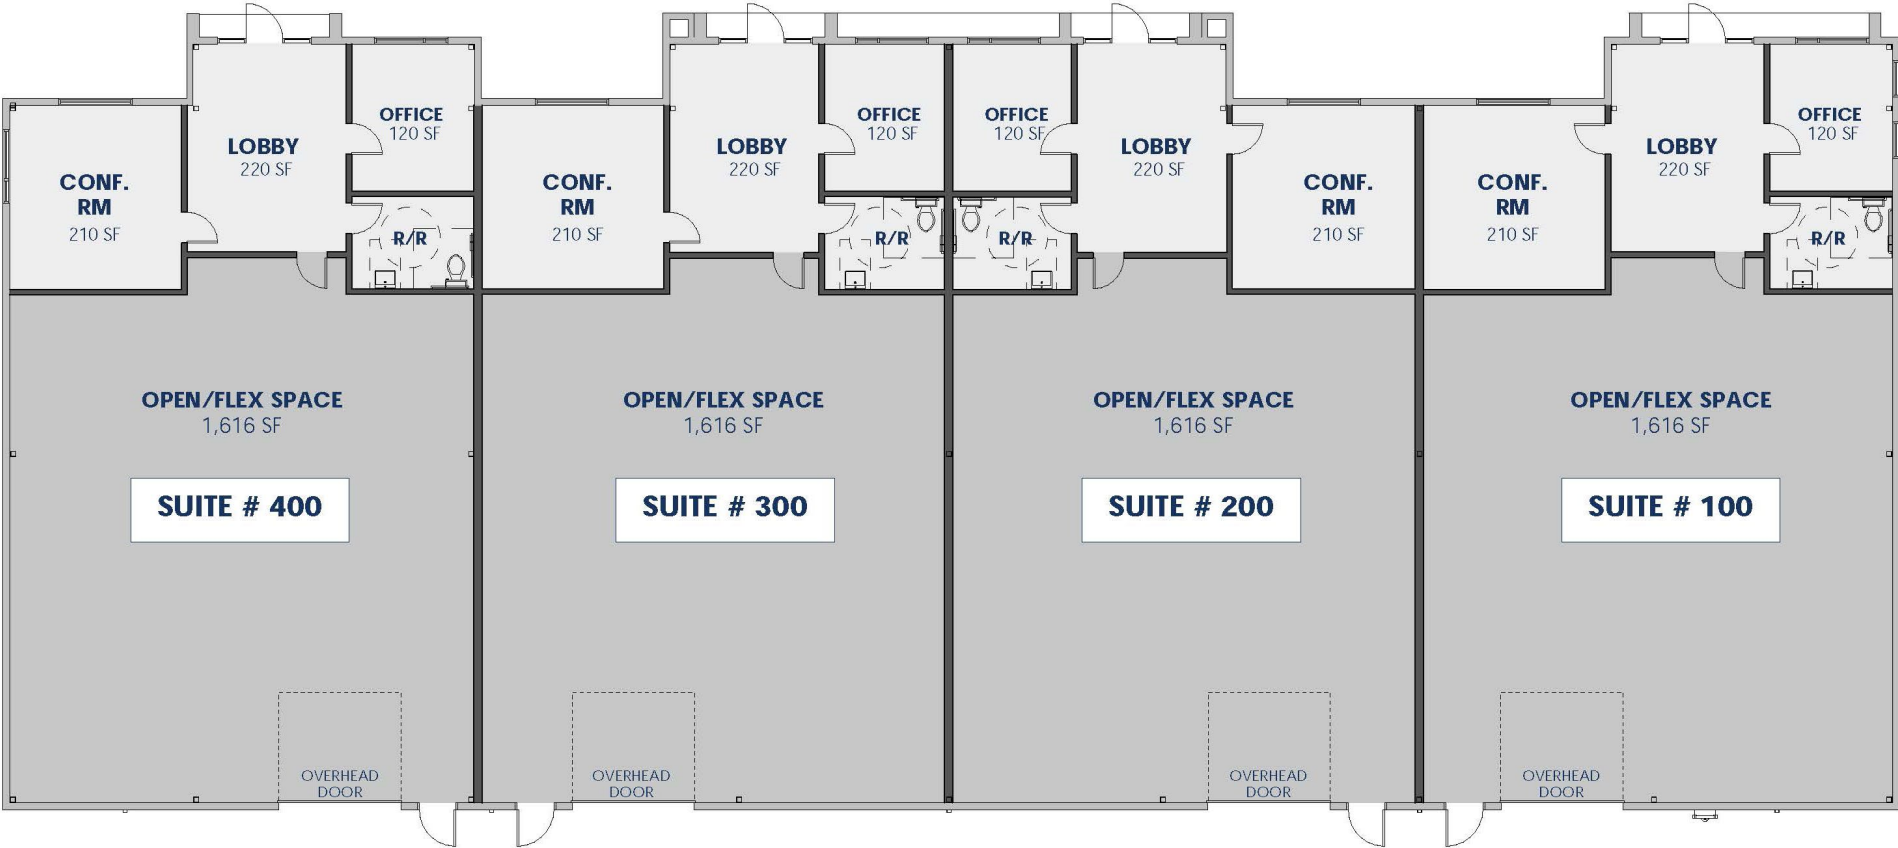 OFFICE
120 SF
LOBBY
220 SF
CONF.
RM
210 SF
R/R
OPEN/FLEX SPACE
1,616 SF
SUITE # 400
OVERHEAD
DOOR
OFFICE
120 SF
LOBBY
220 SF
CONF.
RM
210 SF
R/R
OPEN/FLEX SPACE
1,616 SF
SUITE # 300
OVERHEAD
DOOR
OFFICE
120 SF
LOBBY
220 SF
CONF.
RM
210 SF
R/R
OPEN/FLEX SPACE
1,616 SF
SUITE # 200
OVERHEAD
DOOR
OFFICE
120 SF
LOBBY
220 SF
CONF.
RM
210 SF
R/R
OPEN/FLEX SPACE
1,616 SF
SUITE # 100
OVERHEAD
DOOR